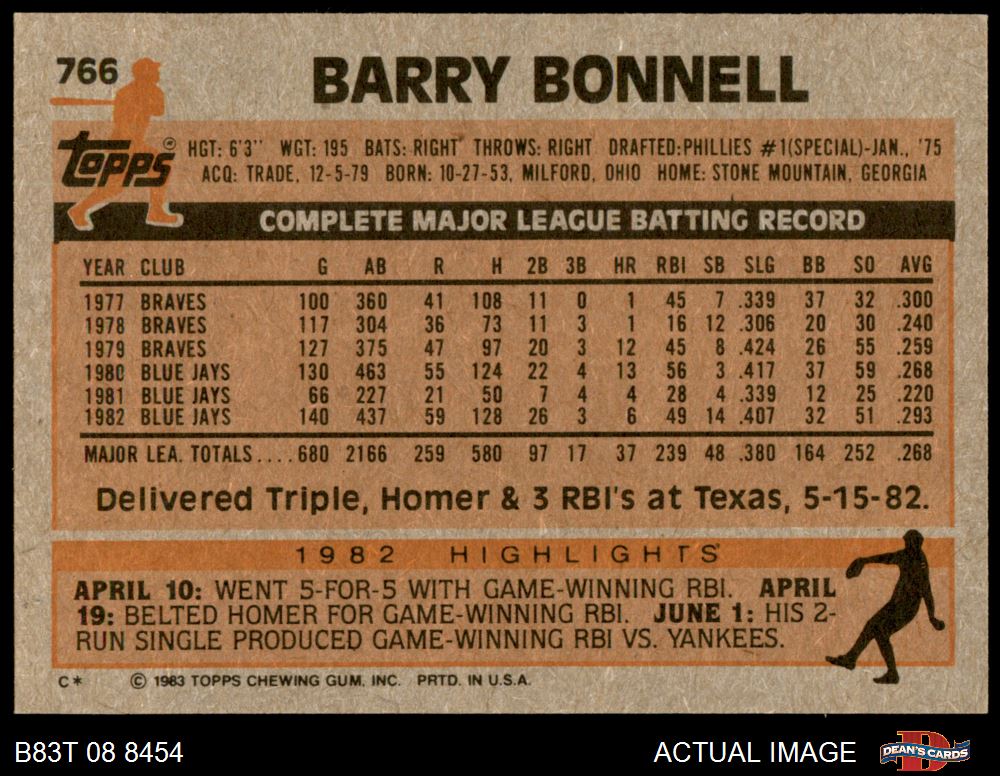 766
BARRY BONNELL
Topps®
HGT: 6'3" WGT: 195 BATS: RIGHT THROWS: RIGHT DRAFTED:PHILLIES #1(SPECIAL)-JAN., '75
ACQ: TRADE, 12-5-79 BORN: 10-27-53, MILFORD, OHIO HOME: STONE MOUNTAIN, GEORGIA
COMPLETE MAJOR LEAGUE BATTING RECORD
YEAR CLUB G AB R H 2B 3B HR RBI SB SLG BB SO AVG
1977 BRAVES 100 360 41 108 11 0 1 45 7 .339 37 32 .300
1978 BRAVES 117 304 36 73 11 3 1 16 12 .306 20 30 .240
1979 BRAVES 127 375 47 97 20 3 12 45 8 .424 26 55 .259
1980 BLUE JAYS 130 463 55 124 22 4 13 56 3 .417 37 59 .268
1981 BLUE JAYS 66 227 21 50 7 4 4 28 4 .339 12 25 .220
1982 BLUE JAYS 140 437 59 128 26 3 6 49 14 .407 32 51 .293
MAJOR LEA. TOTALS....680 2166 259 580 97 17 37 239 48 .380 164 252 .268
Delivered Triple, Homer & 3 RBI's at Texas, 5-15-82.
1982 HIGHLIGHTS
APRIL 10: WENT 5-FOR-5 WITH GAME-WINNING RBI. APRIL
19: BELTED HOMER FOR GAME-WINNING RBI. JUNE 1: HIS 2-
RUN SINGLE PRODUCED GAME-WINNING RBI VS. YANKEES.
C* © 1983 TOPPS CHEWING GUM, INC. PRTD. IN U.S.A.
B83T 08 8454
ACTUAL IMAGE
D
DEAN'S CARDS